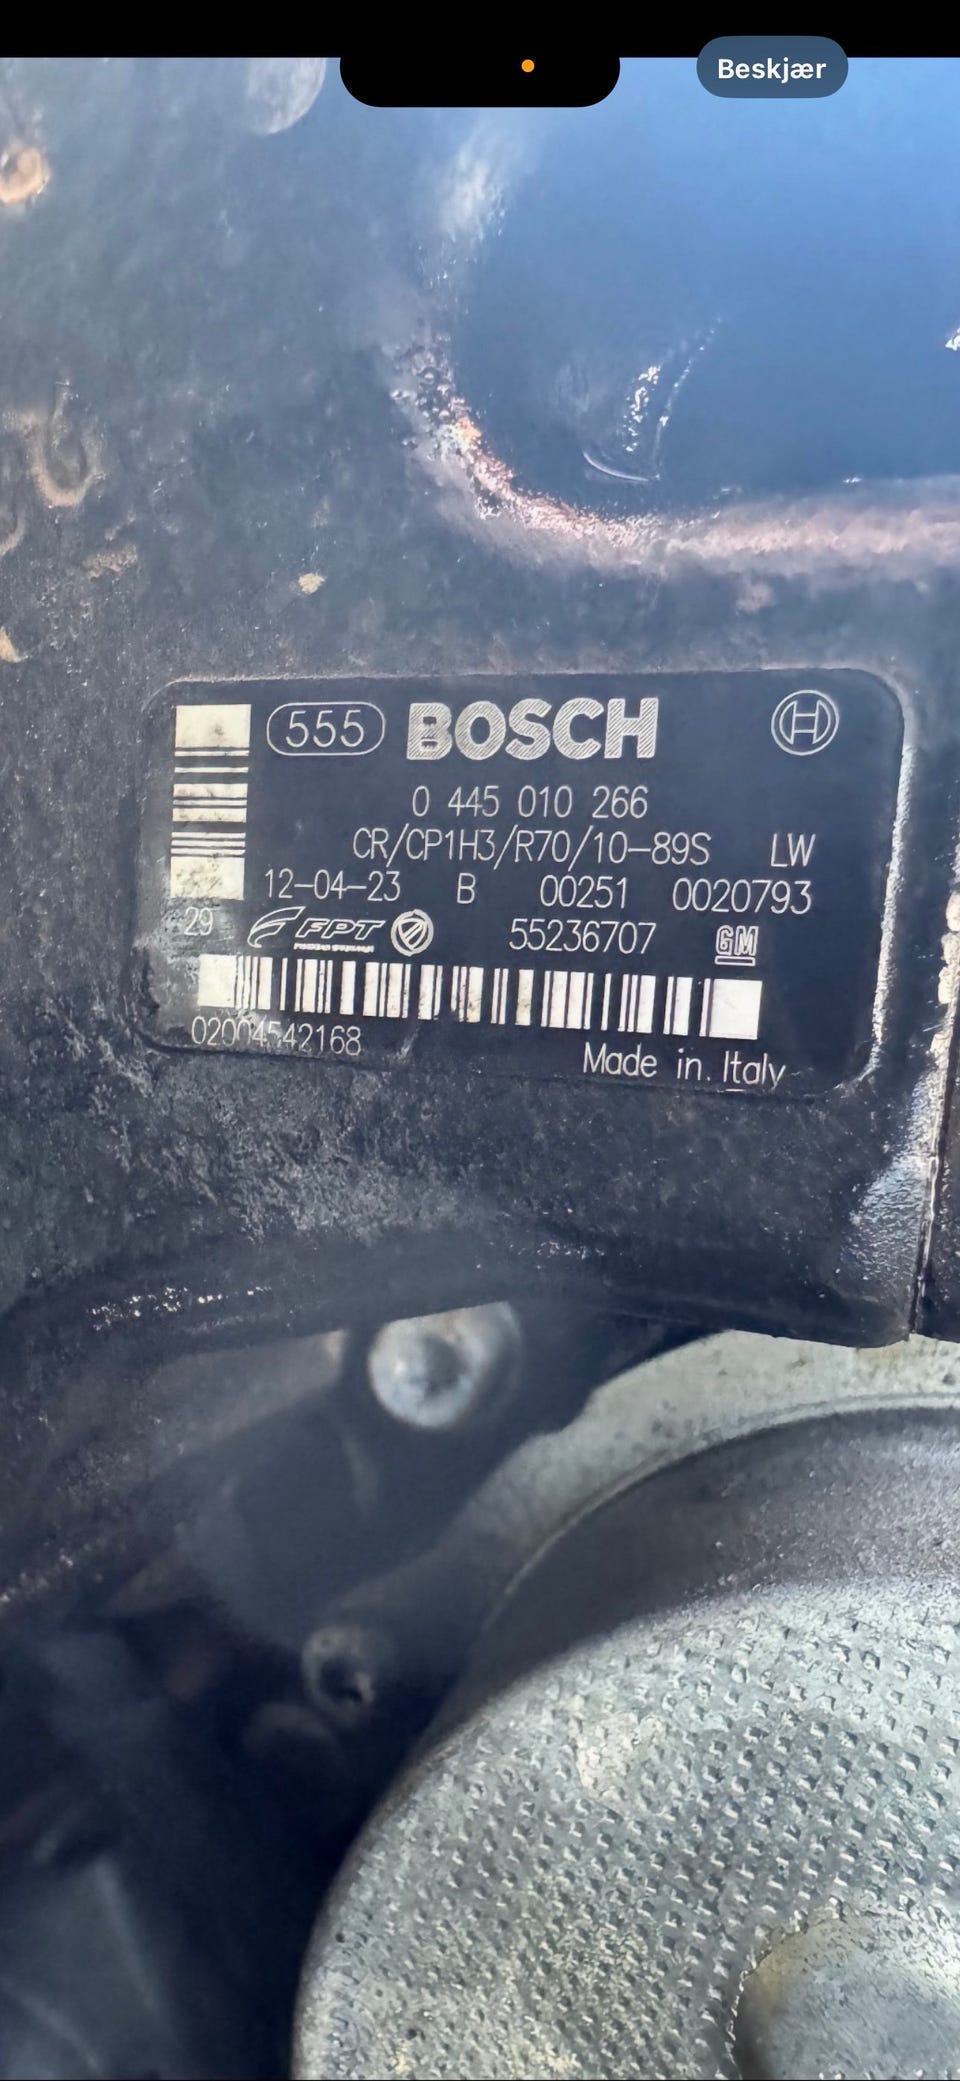 Beskjær
555 BOSCH
0 445 010 266
CR/CP1H3/R70/10-89S LW
12-04-23 B 00251 0020793
29 FPT 55236707 GM
02004542168
Made in. Italy